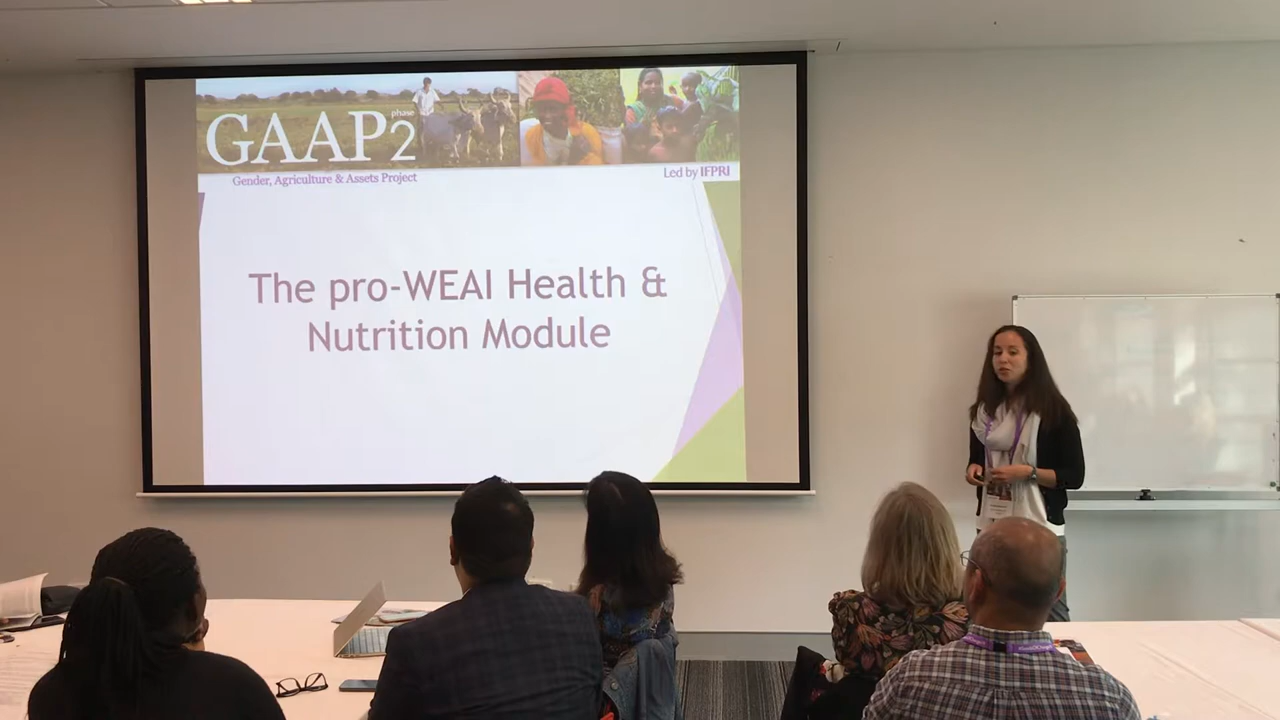 GAAP2
phase
Gender, Agriculture & Assets Project
Led by IFPRI
The pro-WEAI Health &
Nutrition Module